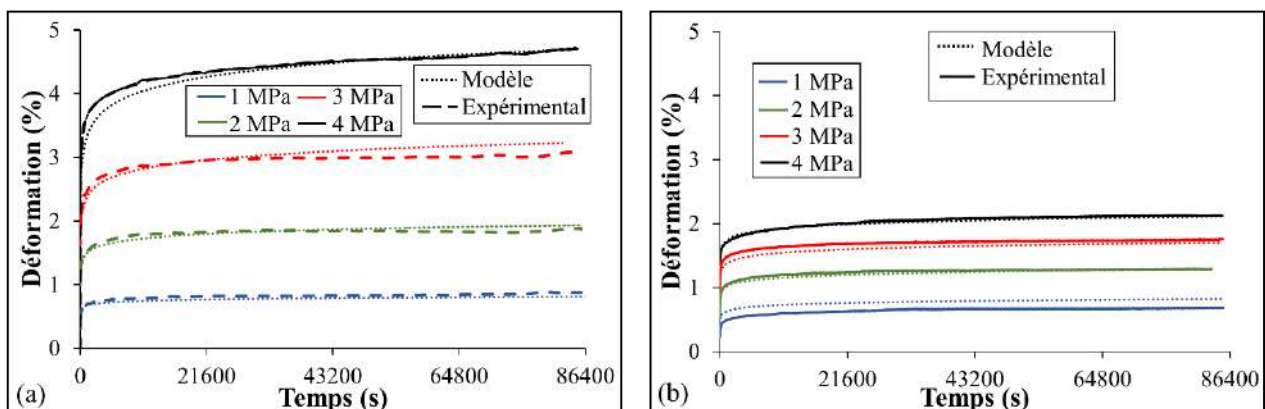 5
4
3
2
1
0
Déformation (%)
1 MPa 3 MPa
2 MPa 4 MPa
Modèle
Expérimental
0 21600 43200 64800 86400
Temps (s)
(a)
5
4
3
2
1
0
Déformation (%)
Modèle
Expérimental
1 MPa
2 MPa
3 MPa
4 MPa
0 21600 43200 64800 86400
Temps (s)
(b)